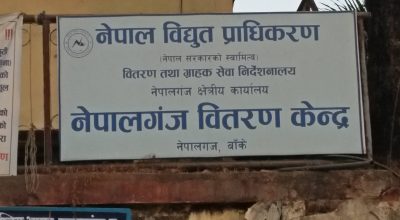 नेपाल विद्युत प्राधिकरण
(नेपाल सरकारको स्वामित्व)
वितरण तथा ग्राहक सेवा निर्देशनालय
नेपालगंज क्षेत्रीय कार्यालय
नेपालगंज वितरण केन्द्र
नेपालगंज, बाँके